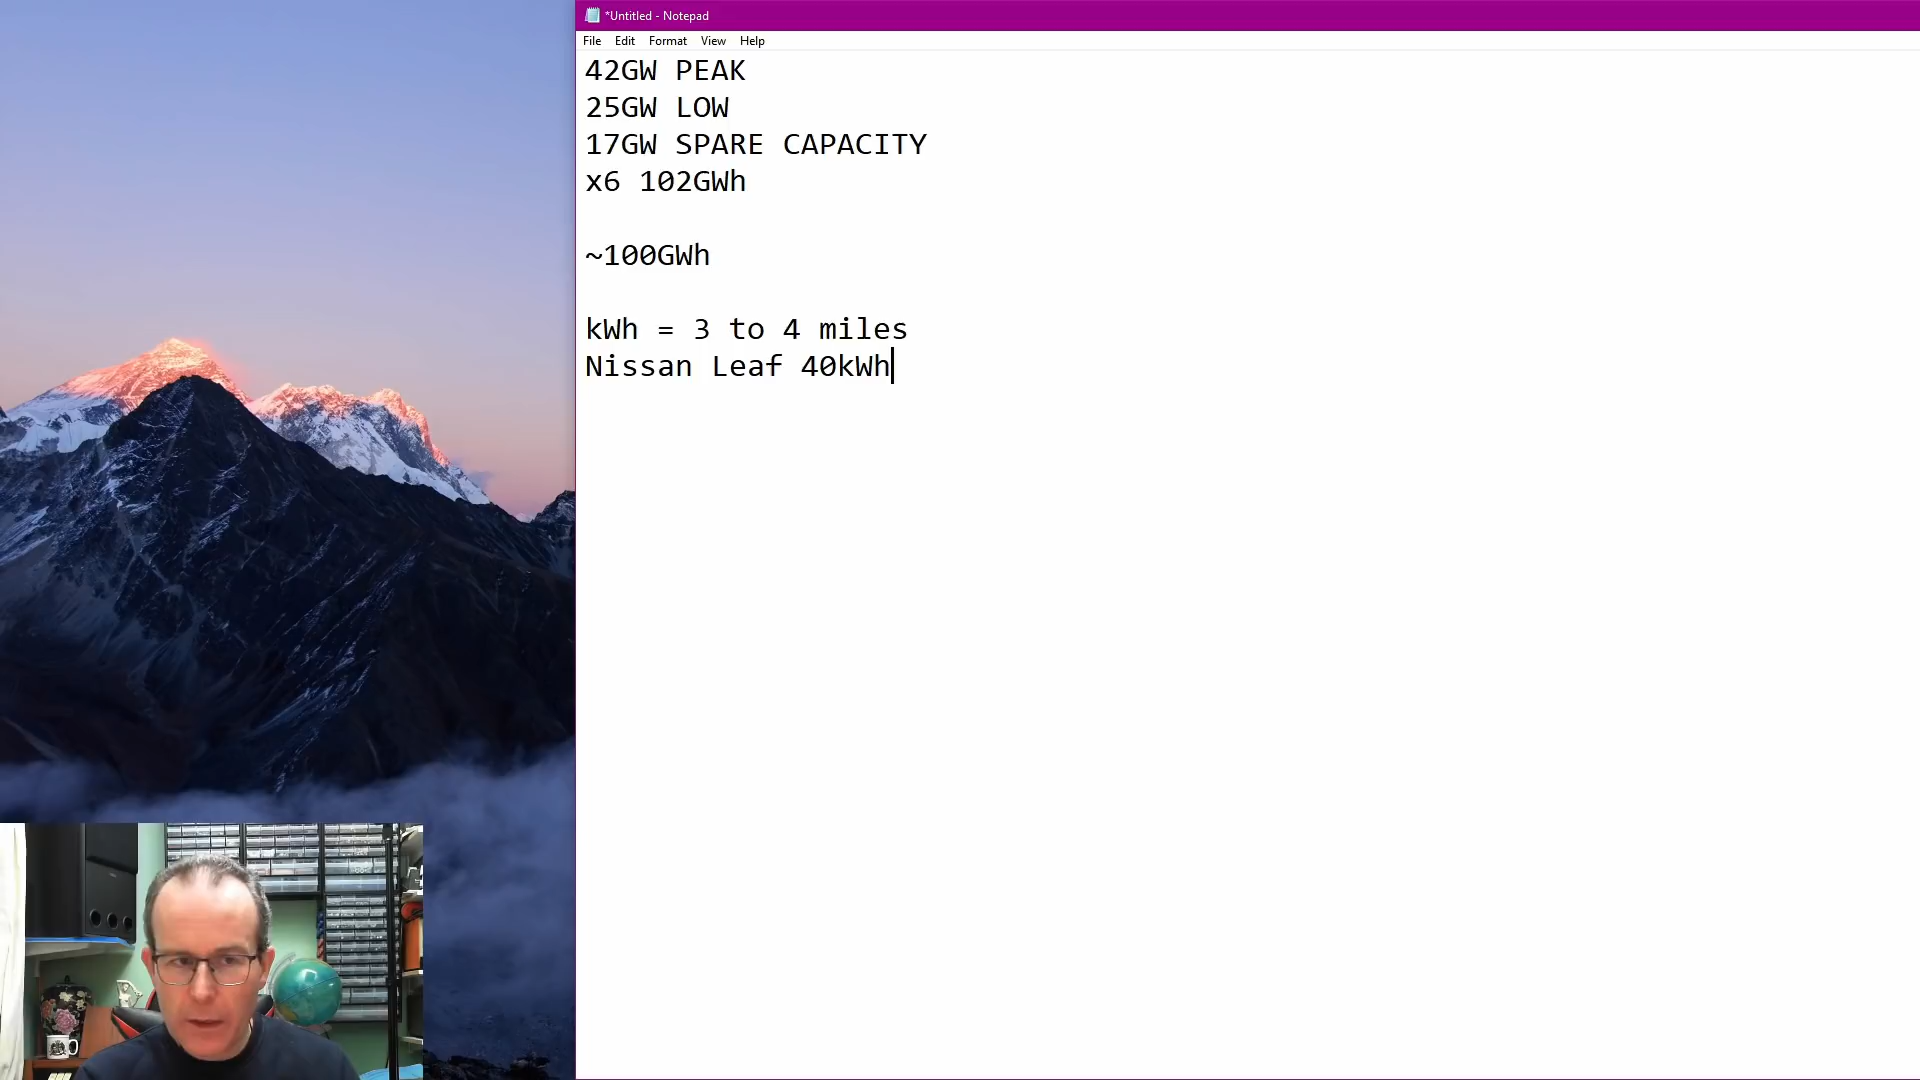 *Untitled - Notepad
File Edit Format View Help
42GW PEAK
25GW LOW
17GW SPARE CAPACITY
x6 102GWh
~100GWh
kWh = 3 to 4 miles
Nissan Leaf 40kWh